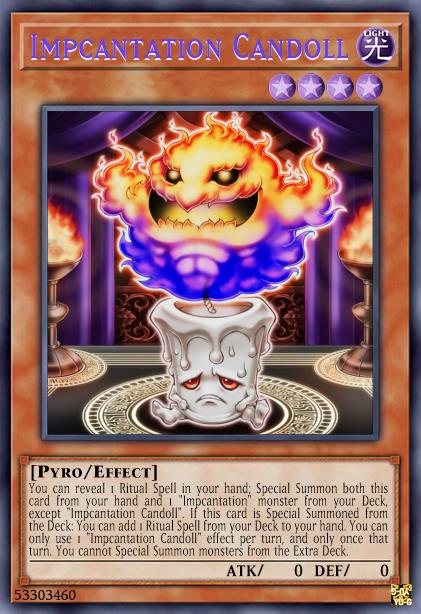 Impcantation Candoll
LIGHT
光
[Pyro/Effect]
You can reveal 1 Ritual Spell in your hand; Special Summon both this
card from your hand and 1 "Impcantation" monster from your Deck,
except "Impcantation Candoll". If this card is Special Summoned from
the Deck: You can add 1 Ritual Spell from your Deck to your hand. You can
only use 1 "Impcantation Candoll" effect per turn, and only once that
turn. You cannot Special Summon monsters from the Extra Deck.
ATK/ 0 DEF/ 0
53303460